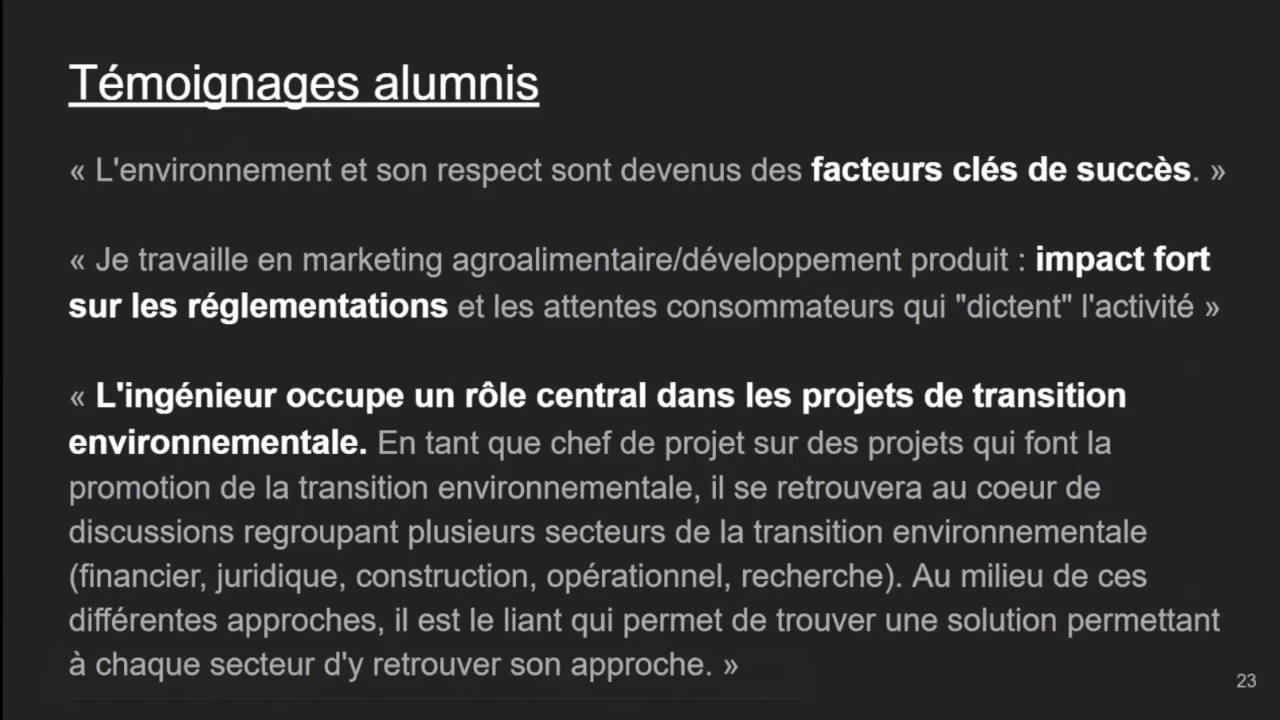 Témoignages alumnis
« L'environnement et son respect sont devenus des facteurs clés de succès. »
« Je travaille en marketing agroalimentaire/développement produit : impact fort
sur les réglementations et les attentes consommateurs qui "dictent" l'activité »
« L'ingénieur occupe un rôle central dans les projets de transition
environnementale. En tant que chef de projet sur des projets qui font la
promotion de la transition environnementale, il se retrouvera au coeur de
discussions regroupant plusieurs secteurs de la transition environnementale
(financier, juridique, construction, opérationnel, recherche). Au milieu de ces
différentes approches, il est le liant qui permet de trouver une solution permettant
à chaque secteur d'y retrouver son approche. »
23